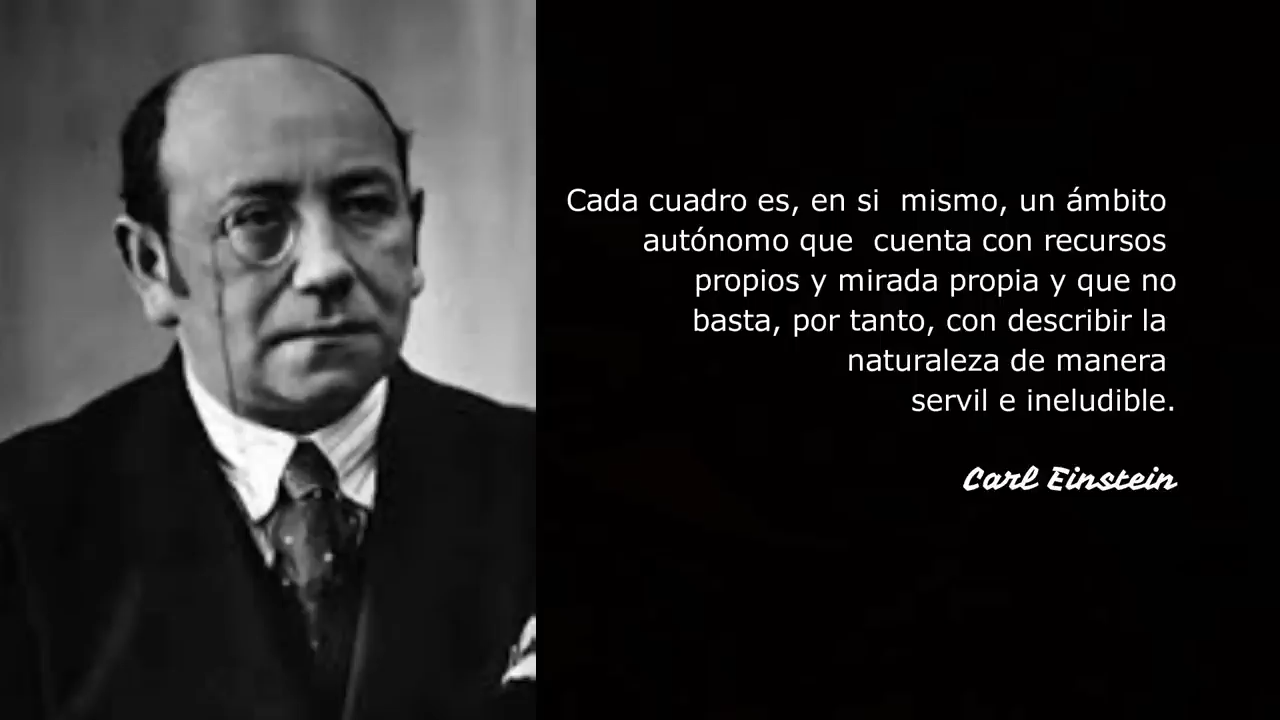 Cada cuadro es, en si mismo, un ámbito
autónomo que cuenta con recursos
propios y mirada propia y que no
basta, por tanto, con describir la
naturaleza de manera
servil e ineludible.
Carl Einstein